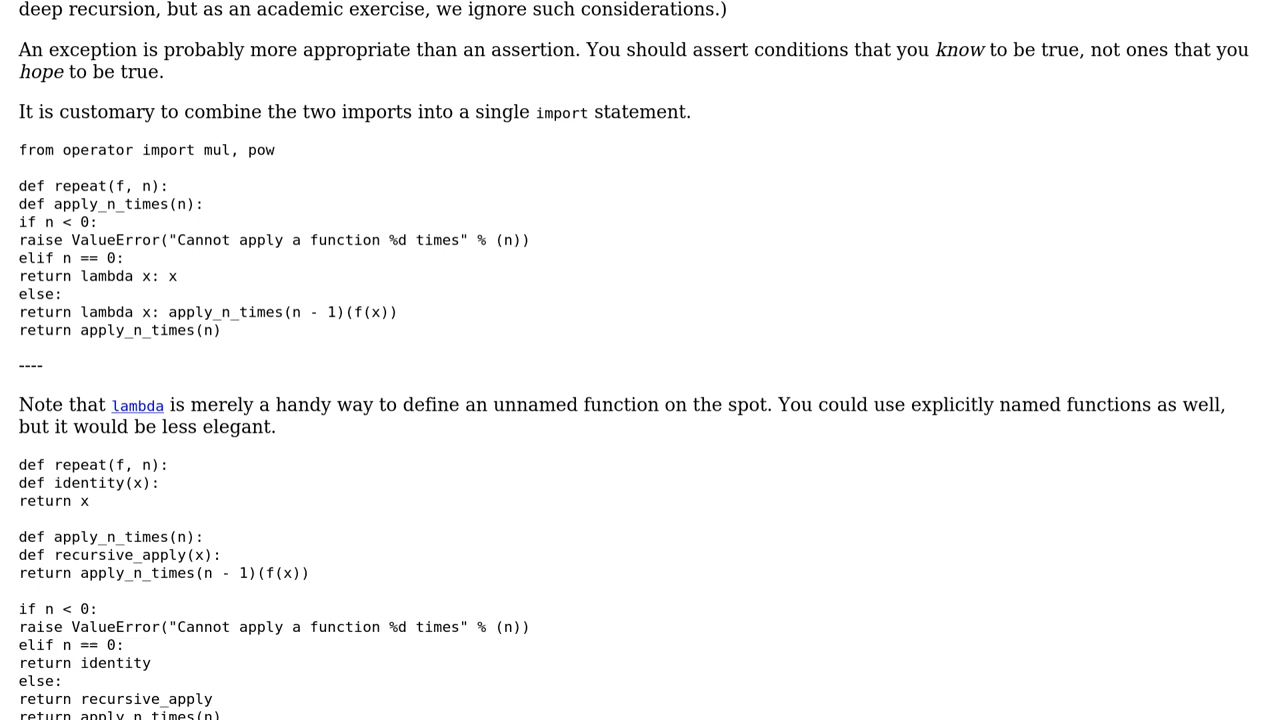 deep recursion, but as an academic exercise, we ignore such considerations.)
An exception is probably more appropriate than an assertion. You should assert conditions that you know to be true, not ones that you
hope to be true.
It is customary to combine the two imports into a single import statement.
from operator import mul, pow
def repeat(f, n):
def apply_n_times(n):
if n < 0:
raise ValueError("Cannot apply a function %d times" % (n))
elif n == 0:
return lambda x: x
else:
return lambda x: apply_n_times(n - 1)(f(x))
return apply_n_times(n)
----
Note that lambda is merely a handy way to define an unnamed function on the spot. You could use explicitly named functions as well,
but it would be less elegant.
def repeat(f, n):
def identity(x):
return x
def apply_n_times(n):
def recursive_apply(x):
return apply_n_times(n - 1)(f(x))
if n < 0:
raise ValueError("Cannot apply a function %d times" % (n))
elif n == 0:
return identity
else:
return recursive_apply
return apply_n_times(n)